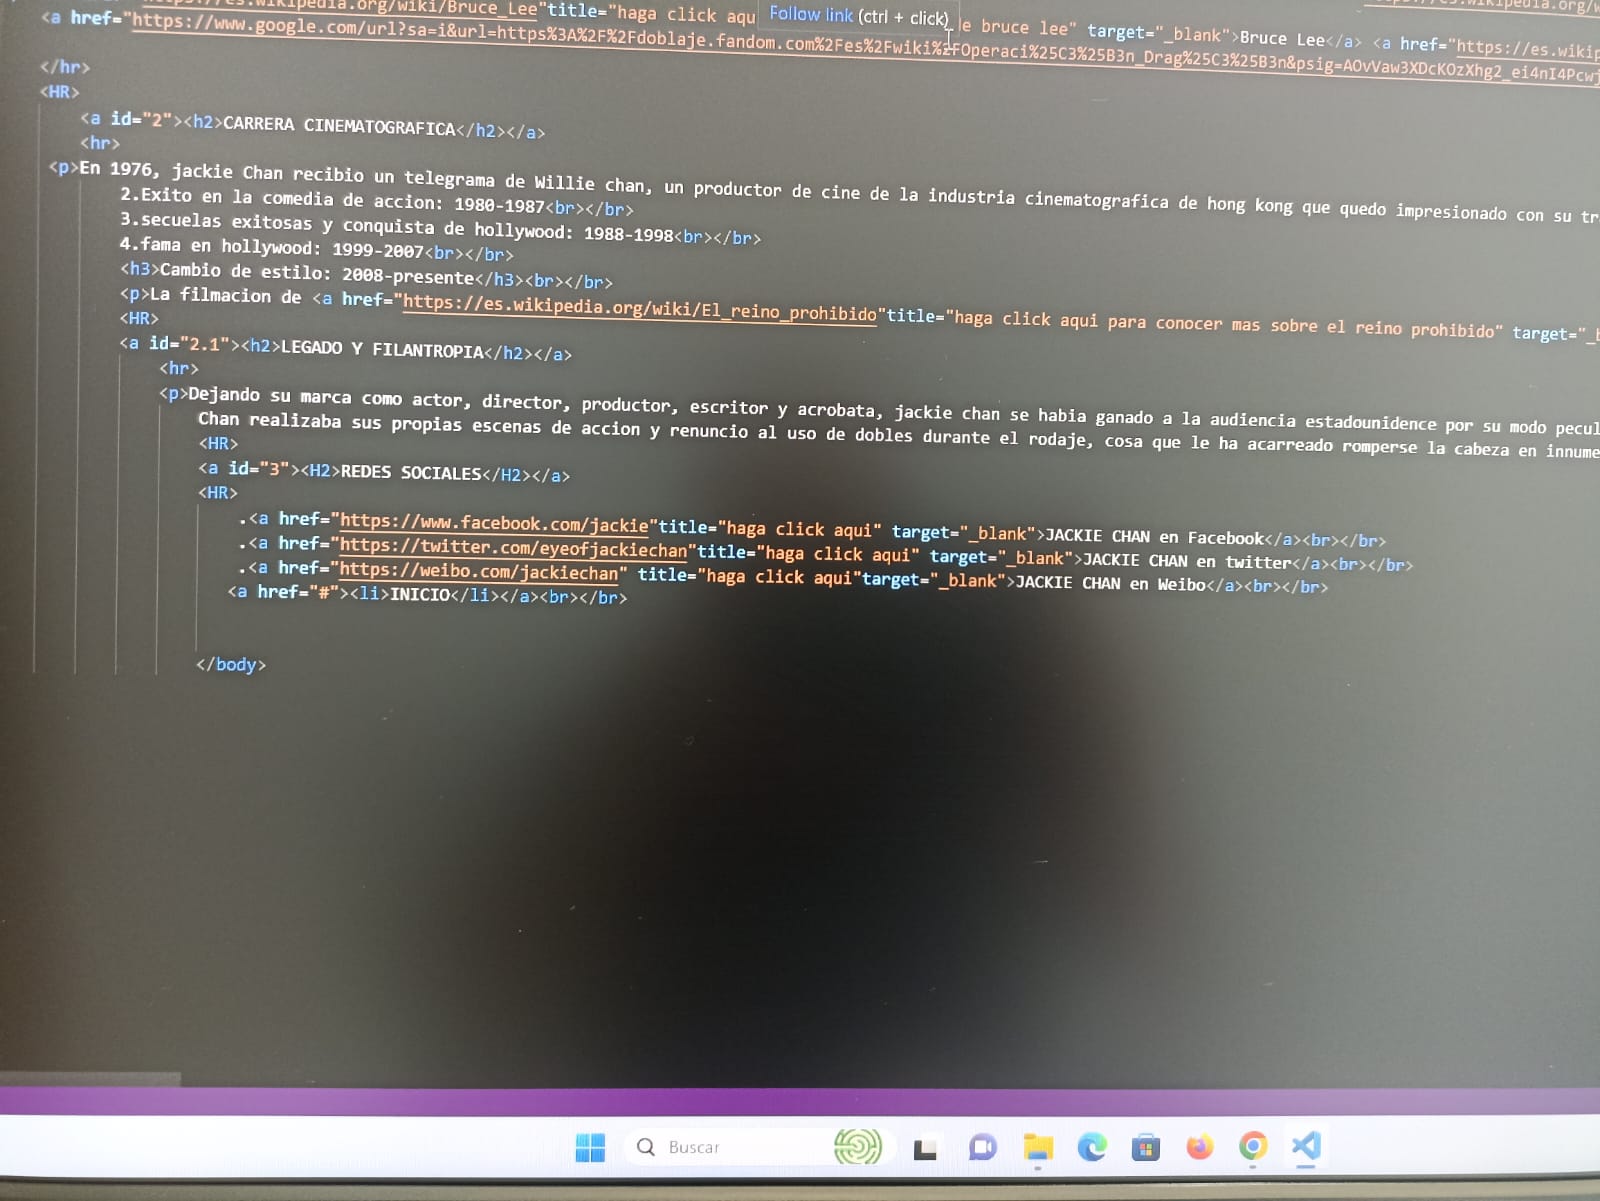 wiki/Bruce_Lee"title="haga click aqu
Follow link (ctrl + click)
<a href="https://www.google.com/url?sa=i&url=https%3A%2F%2Fdoblaje.fandom.com%2Fes%2Fwiki%2FOperaci%25C3%25B3n_Drag%25C3%25B3n&psig=AOvVaw3XDcKOzXhg2_ei4nI4Pcwj
e bruce lee" target="_blank">Bruce Lee</a> <a href="https://es.wikip
</hr>
<HR>
<a id="2"><h2>CARRERA CINEMATOGRAFICA</h2></a>
<hr>
<p>En 1976, jackie Chan recibio un telegrama de Willie chan, un productor de cine de la industria cinematografica de hong kong que quedo impresionado con su tr
2.Exito en la comedia de accion: 1980-1987<br></br>
3.secuelas exitosas y conquista de hollywood: 1988-1998<br></br>
4.fama en hollywood: 1999-2007<br></br>
<h3>Cambio de estilo: 2008-presente</h3><br></br>
<p>La filmacion de <a href="https://es.wikipedia.org/wiki/El_reino_prohibido"title="haga click aqui para conocer mas sobre el reino prohibido" target="_b
<HR>
<a id="2.1"><h2>LEGADO Y FILANTROPIA</h2></a>
<hr>
<p>Dejando su marca como actor, director, productor, escritor y acrobata, jackie chan se habia ganado a la audiencia estadounidence por su modo pecul
Chan realizaba sus propias escenas de accion y renuncio al uso de dobles durante el rodaje, cosa que le ha acarreado romperse la cabeza en innume
<HR>
<a id="3"><H2>REDES SOCIALES</H2></a>
<HR>
.<a href="https://www.facebook.com/jackie"title="haga click aqui" target="_blank">JACKIE CHAN en Facebook</a><br></br>
.<a href="https://twitter.com/eyeofjackiechan"title="haga click aqui" target="_blank">JACKIE CHAN en twitter</a><br></br>
.<a href="https://weibo.com/jackiechan" title="haga click aqui"target="_blank">JACKIE CHAN en Weibo</a><br></br>
<a href="#"><li>INICIO</li></a><br></br>
</body>
Buscar